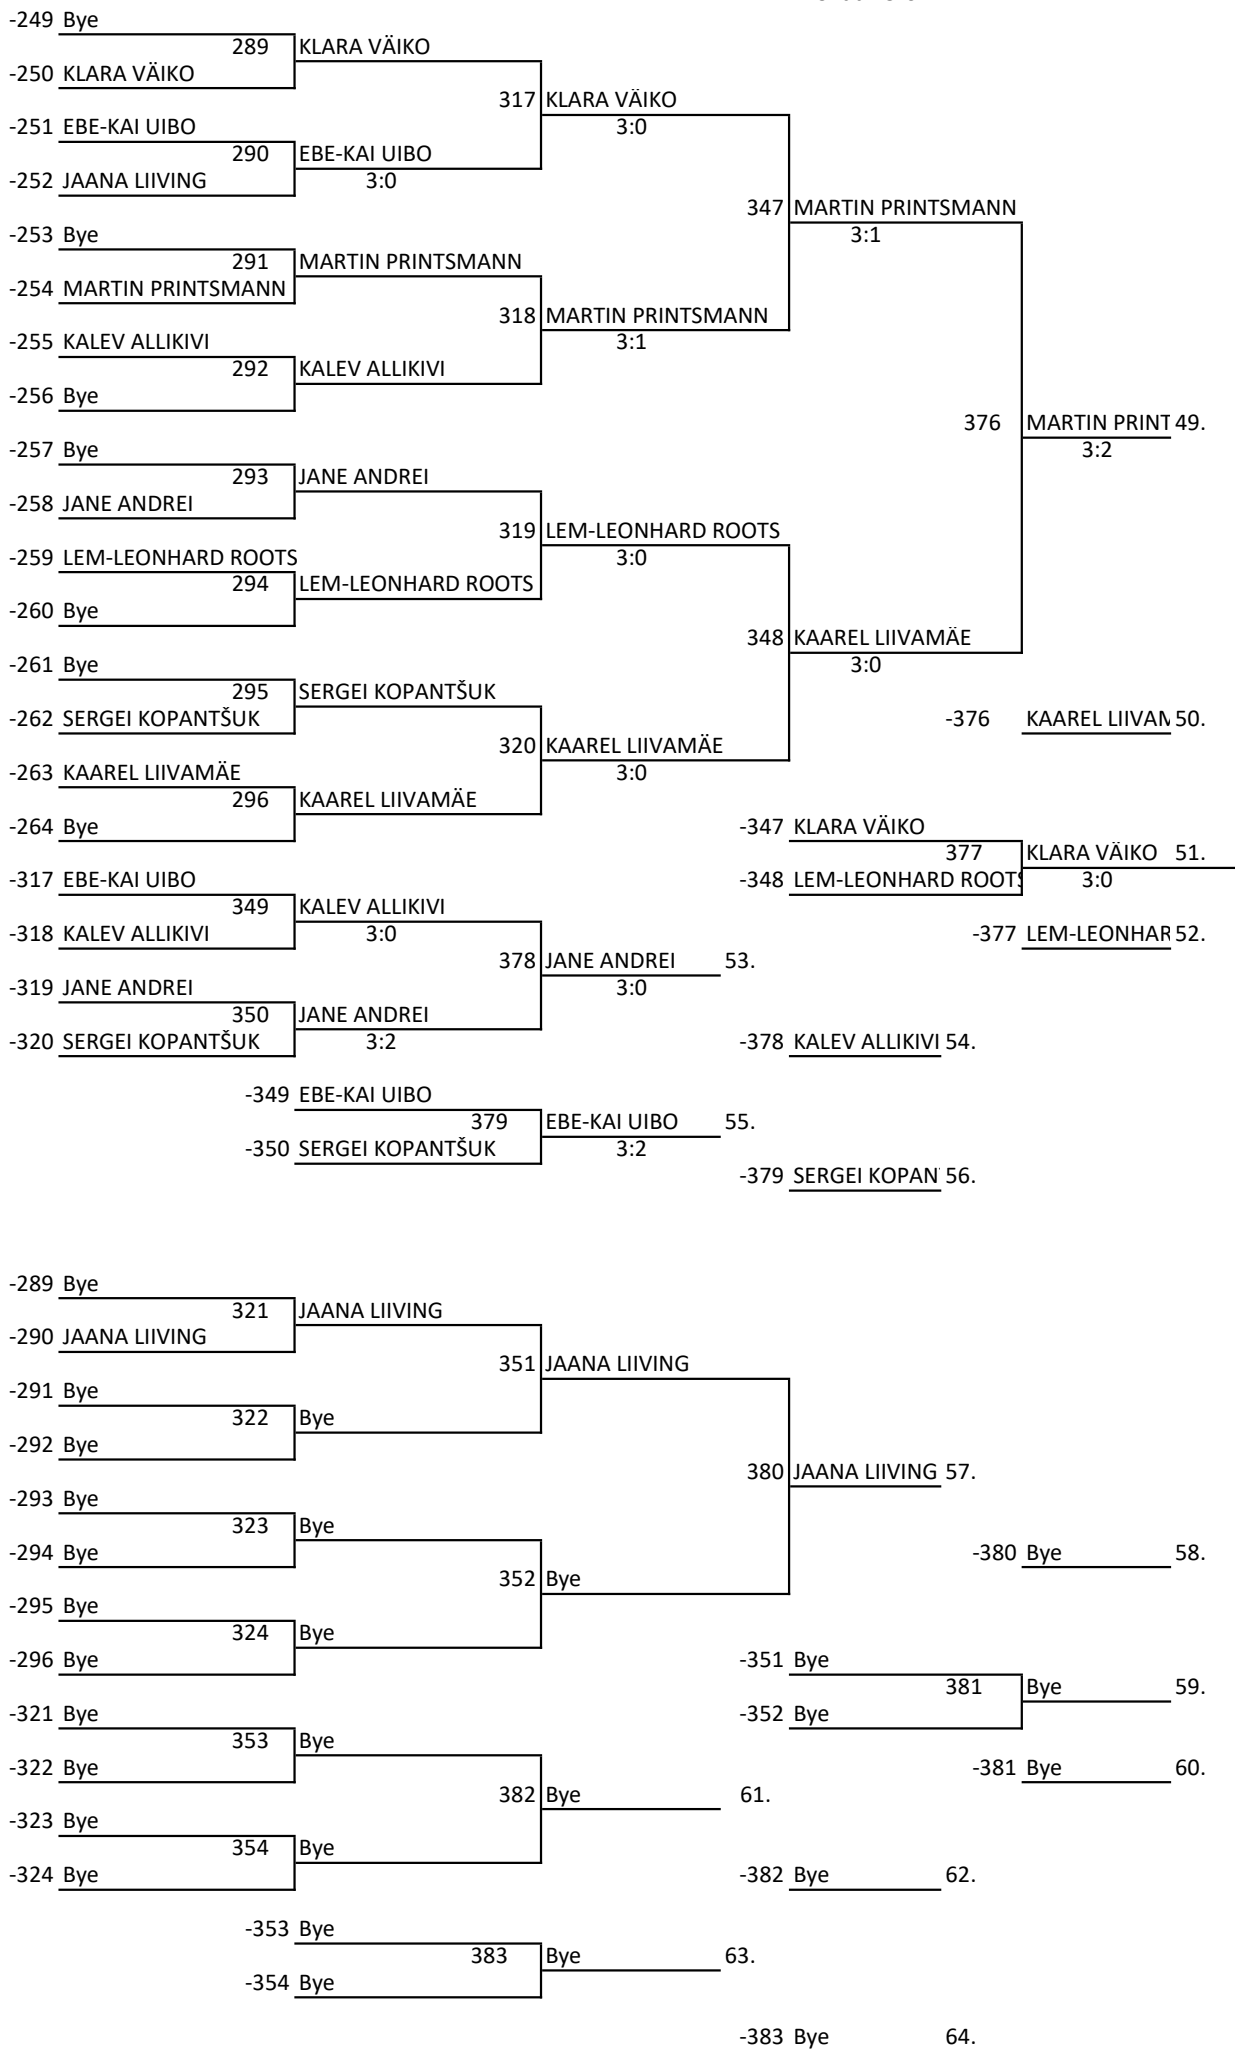 -249 Bye
289 KLARA VÄIKO
-250 KLARA VÄIKO
317 KLARA VÄIKO
-251 EBE-KAI UIBO 3:0
290 EBE-KAI UIBO
-252 JAANA LIIVING 3:0
347 MARTIN PRINTSMANN
-253 Bye 3:1
291 MARTIN PRINTSMANN
-254 MARTIN PRINTSMANN
318 MARTIN PRINTSMANN
-255 KALEV ALLIKIVI 3:1
292 KALEV ALLIKIVI
-256 Bye
376 MARTIN PRINT 49.
-257 Bye 3:2
293 JANE ANDREI
-258 JANE ANDREI
319 LEM-LEONHARD ROOTS
-259 LEM-LEONHARD ROOTS 3:0
294 LEM-LEONHARD ROOTS
-260 Bye
348 KAAREL LIIVAMÄE
-261 Bye 3:0
295 SERGEI KOPANTŠUK
-262 SERGEI KOPANTŠUK -376 KAAREL LIIVAM 50.
320 KAAREL LIIVAMÄE
-263 KAAREL LIIVAMÄE 3:0
296 KAAREL LIIVAMÄE
-264 Bye -347 KLARA VÄIKO
377 KLARA VÄIKO 51.
-317 EBE-KAI UIBO -348 LEM-LEONHARD ROOTS 3:0
349 KALEV ALLIKIVI
-318 KALEV ALLIKIVI 3:0 -377 LEM-LEONHAR 52.
378 JANE ANDREI 53.
-319 JANE ANDREI 3:0
350 JANE ANDREI
-320 SERGEI KOPANTŠUK 3:2 -378 KALEV ALLIKIVI 54.
-349 EBE-KAI UIBO
379 EBE-KAI UIBO 55.
-350 SERGEI KOPANTŠUK 3:2
-379 SERGEI KOPAN 56.
-289 Bye
321 JAANA LIIVING
-290 JAANA LIIVING
351 JAANA LIIVING
-291 Bye
322 Bye
-292 Bye
380 JAANA LIIVING 57.
-293 Bye
323 Bye
-294 Bye -380 Bye 58.
352 Bye
-295 Bye
324 Bye
-296 Bye -351 Bye
381 Bye 59.
-321 Bye -352 Bye
353 Bye
-322 Bye -381 Bye 60.
382 Bye 61.
-323 Bye
354 Bye
-324 Bye -382 Bye 62.
-353 Bye
383 Bye 63.
-354 Bye
-383 Bye 64.